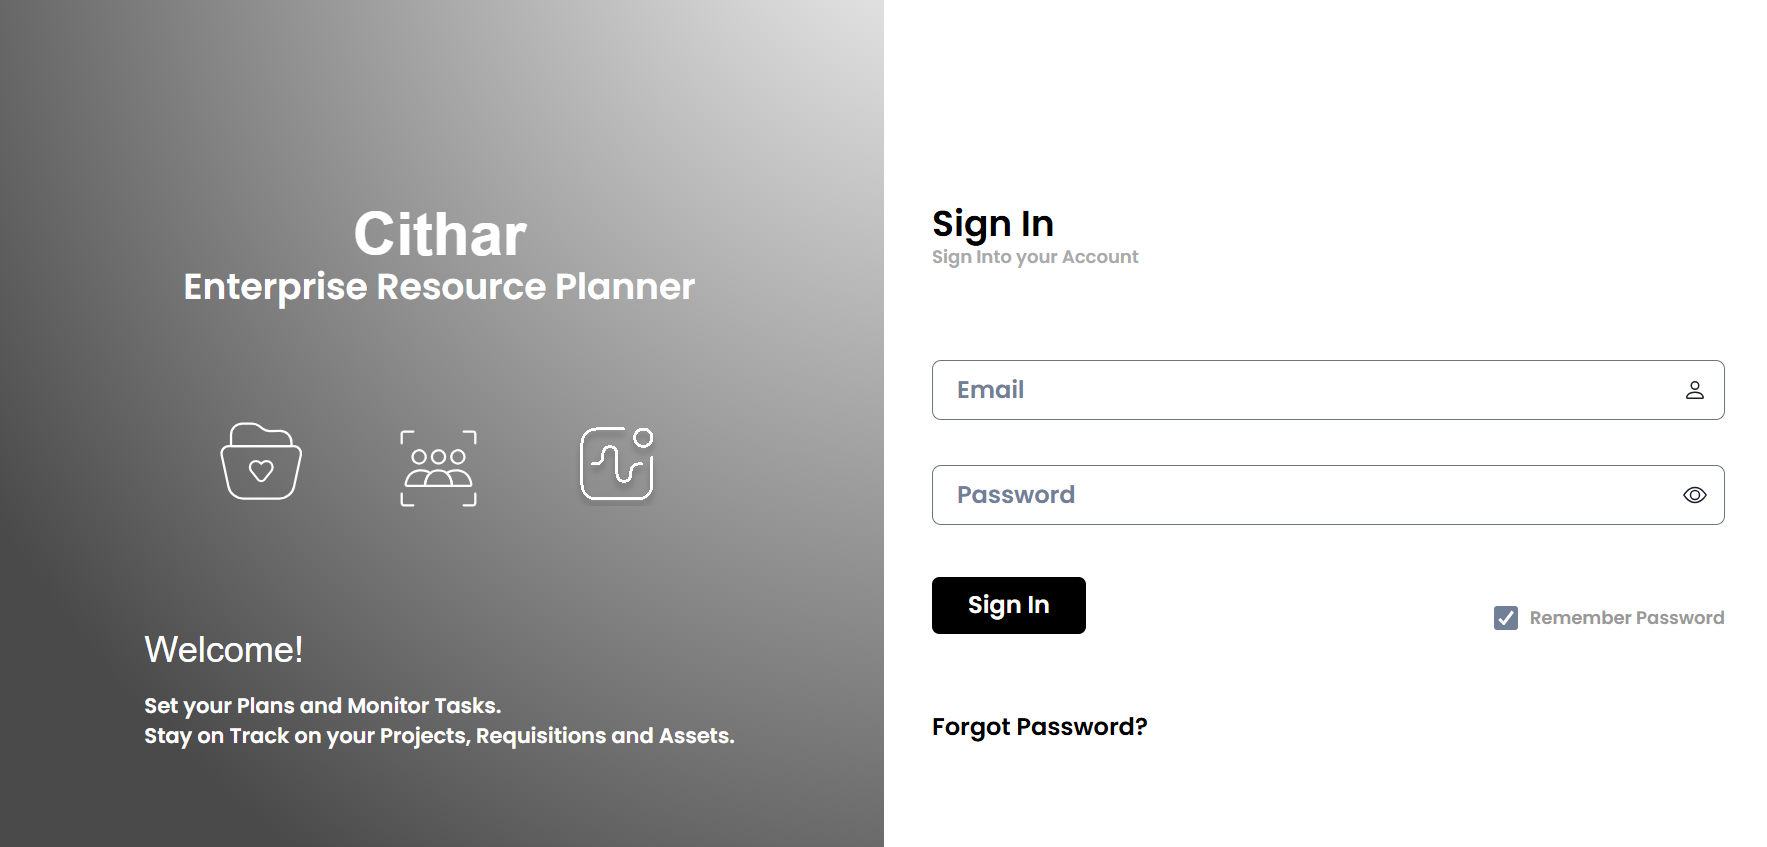 Cithar
Enterprise Resource Planner
Welcome!
Set your Plans and Monitor Tasks.
Stay on Track on your Projects, Requisitions and Assets.
Sign In
Sign Into your Account
Email
Password
Sign In
Remember Password
Forgot Password?